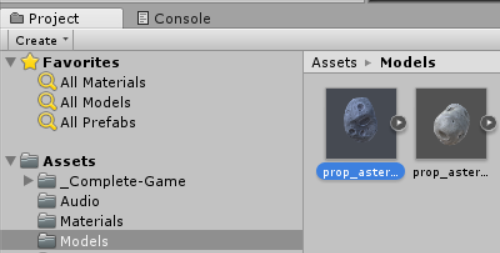 Project
Console
Create
Favorites
All Materials
All Models
All Prefabs
Assets
_Complete-Game
Audio
Materials
Models
Assets ▸ Models
prop_aster...
prop_aster...